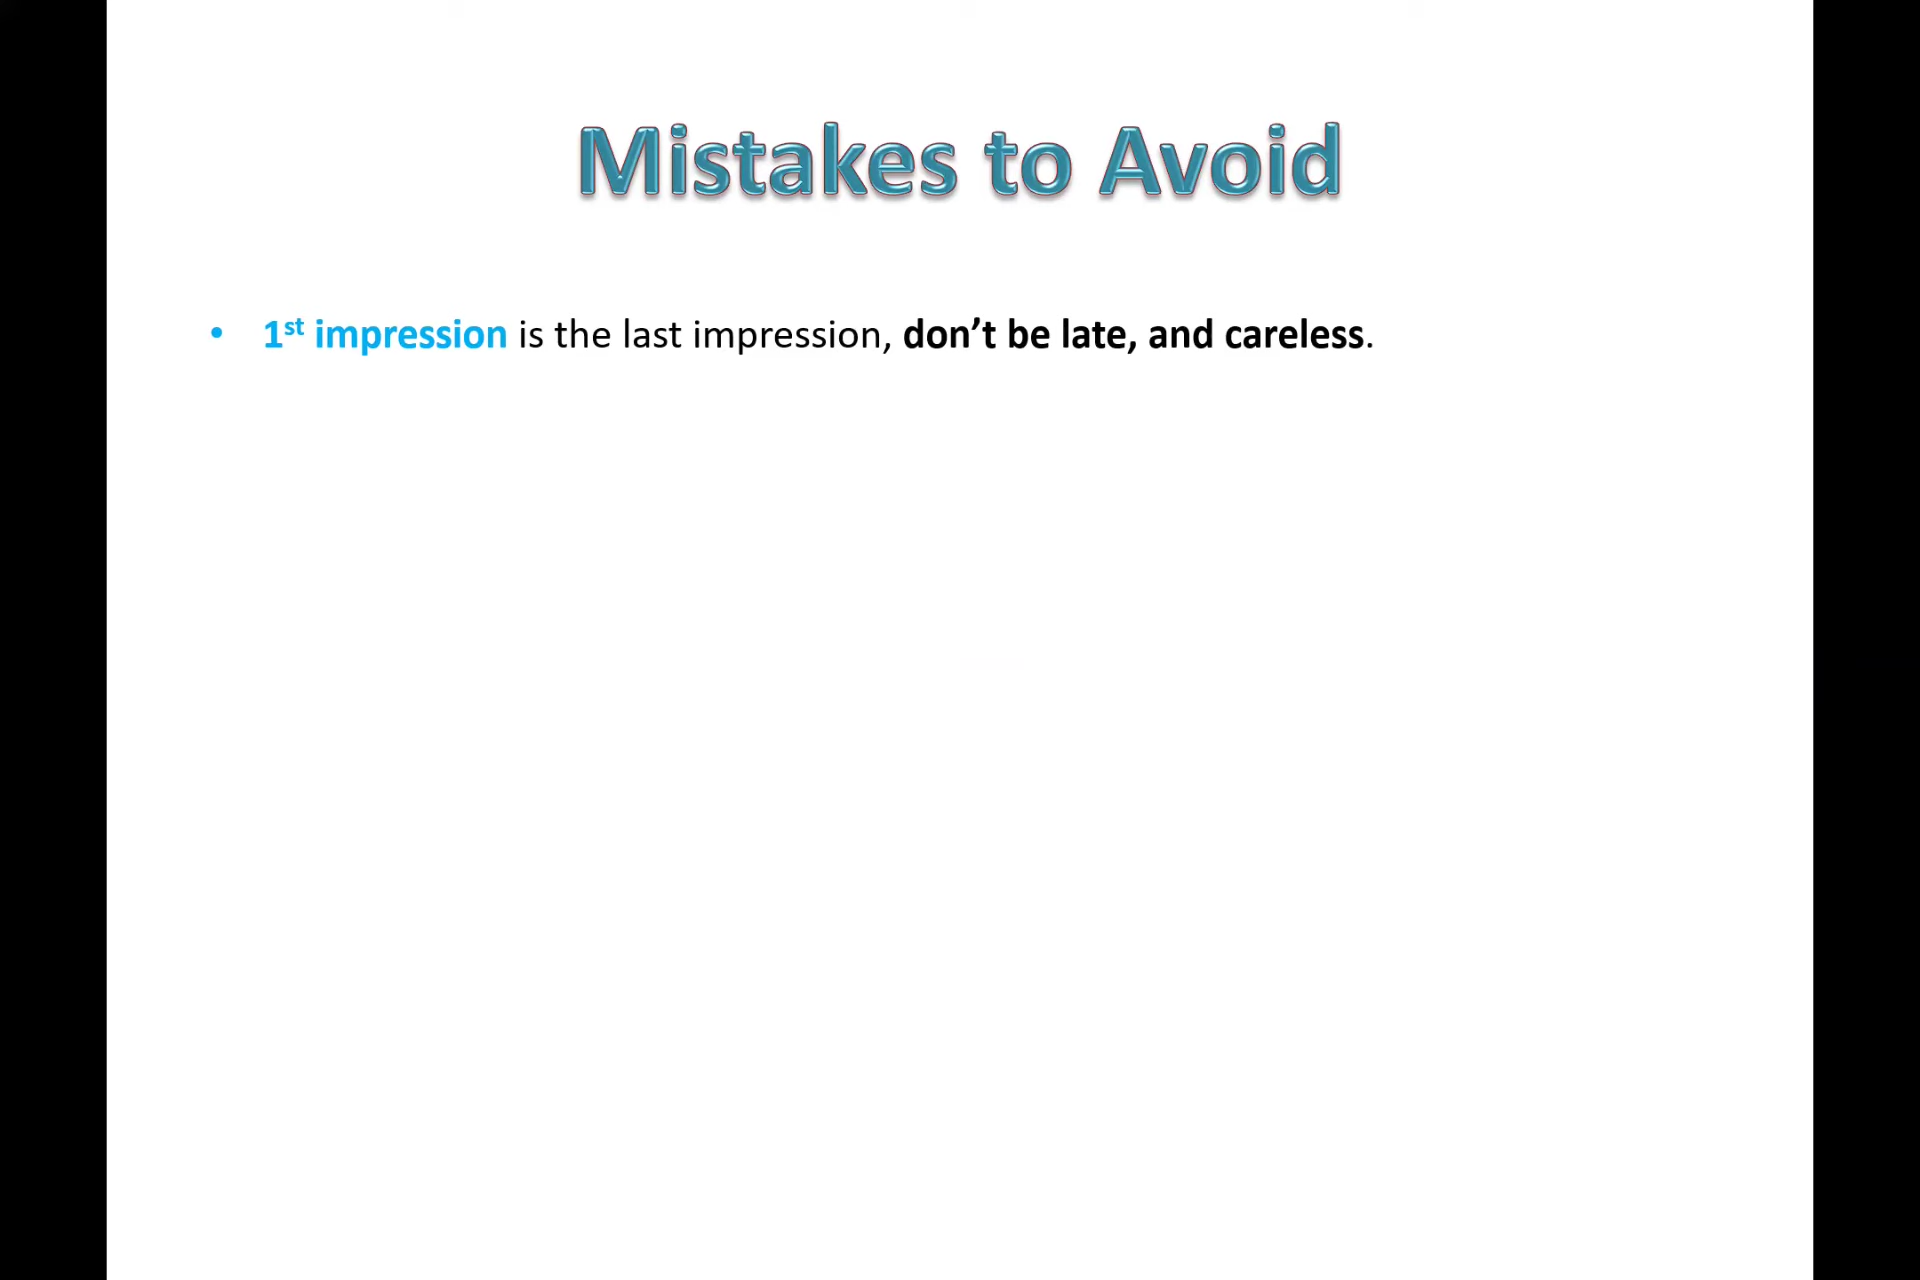 Mistakes to Avoid
• 1st impression is the last impression, don’t be late, and careless.